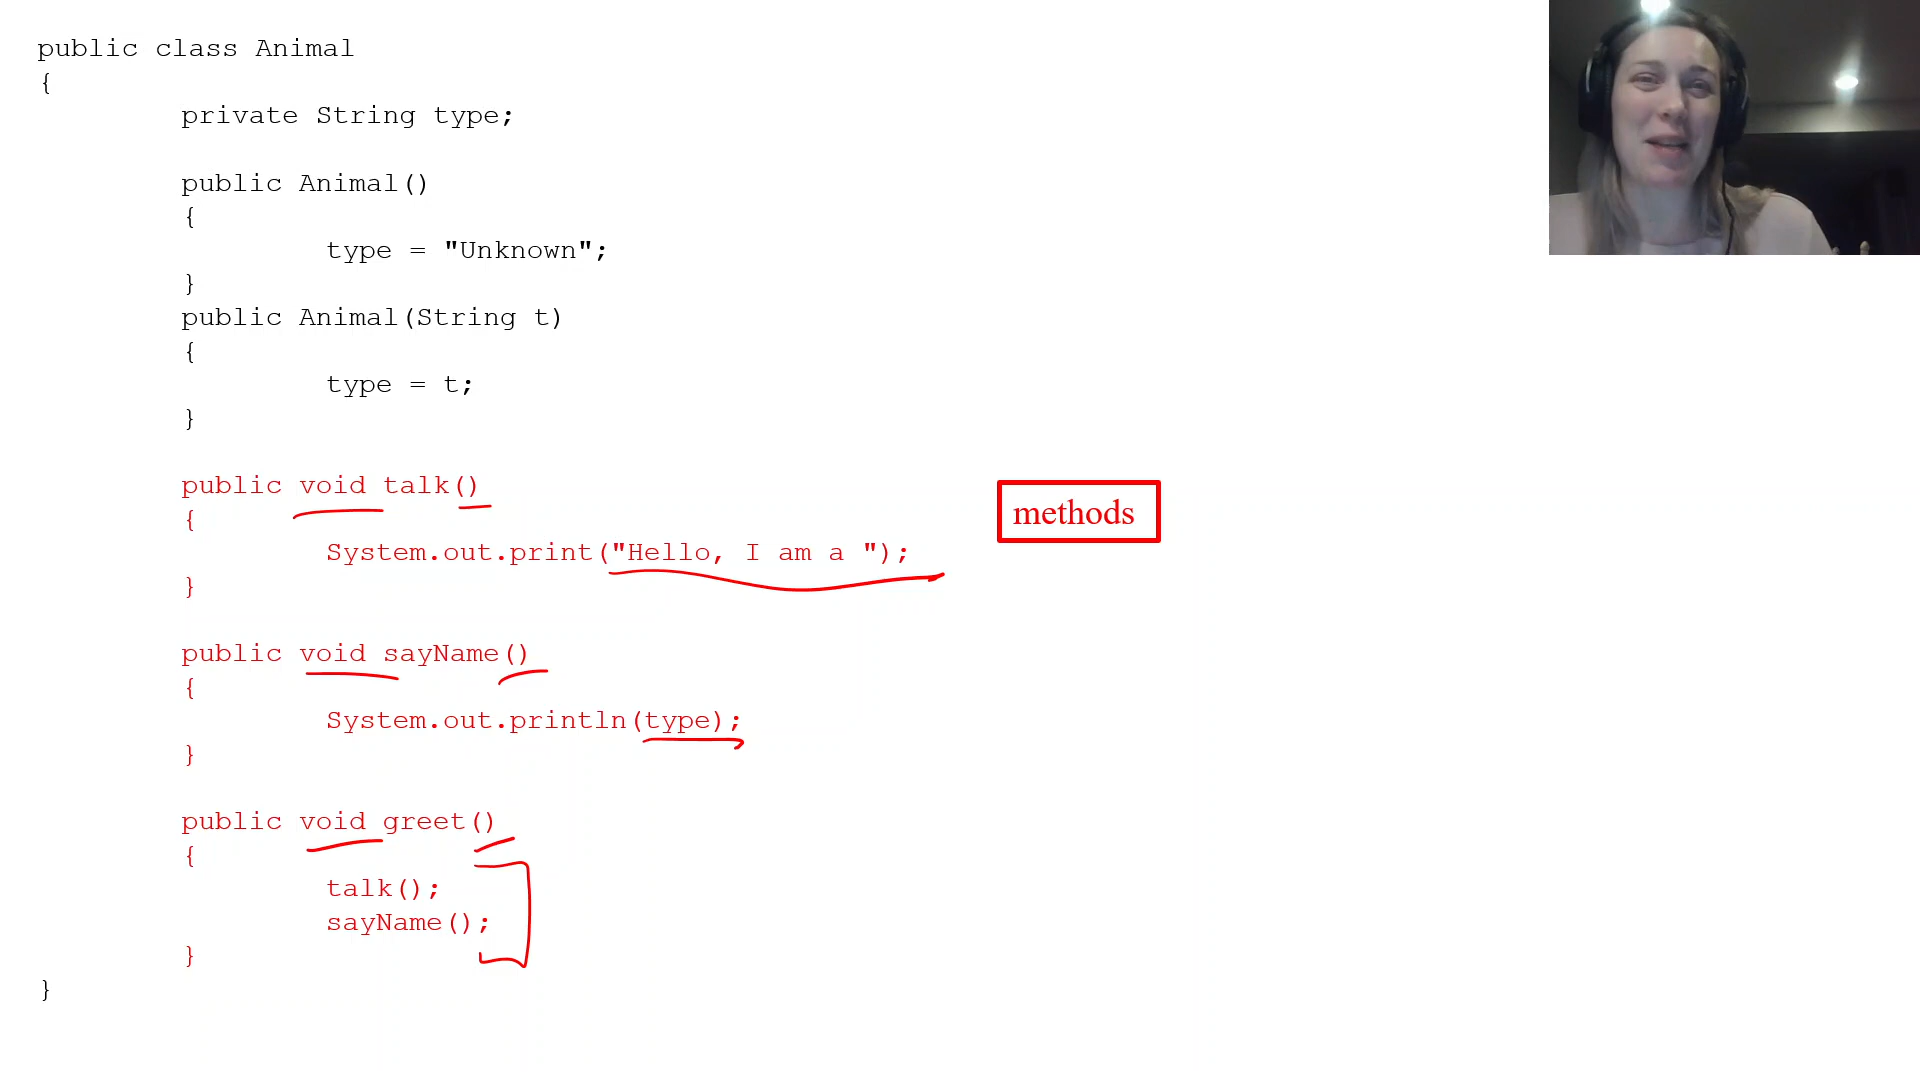 public class Animal
{
private String type;
public Animal()
{
type = "Unknown";
}
public Animal(String t)
{
type = t;
}
public void talk()
{
System.out.print("Hello, I am a ");
}
public void sayName()
{
System.out.println(type);
}
public void greet()
{
talk();
sayName();
}
}
methods